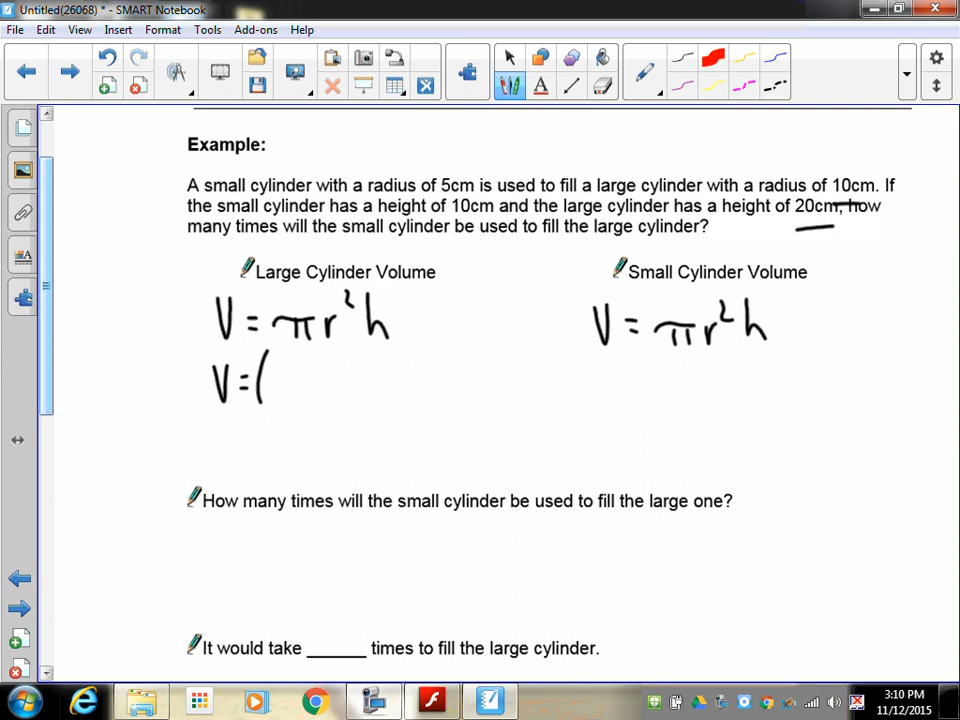 Untitled(26068) * - SMART Notebook
File Edit View Insert Format Tools Add-ons Help
Example:
A small cylinder with a radius of 5cm is used to fill a large cylinder with a radius of 10cm. If
the small cylinder has a height of 10cm and the large cylinder has a height of 20cm, how
many times will the small cylinder be used to fill the large cylinder?
Large Cylinder Volume
Small Cylinder Volume
V = πr²h
V = πr²h
V = (
How many times will the small cylinder be used to fill the large one?
It would take ______ times to fill the large cylinder.
3:10 PM
11/12/2015